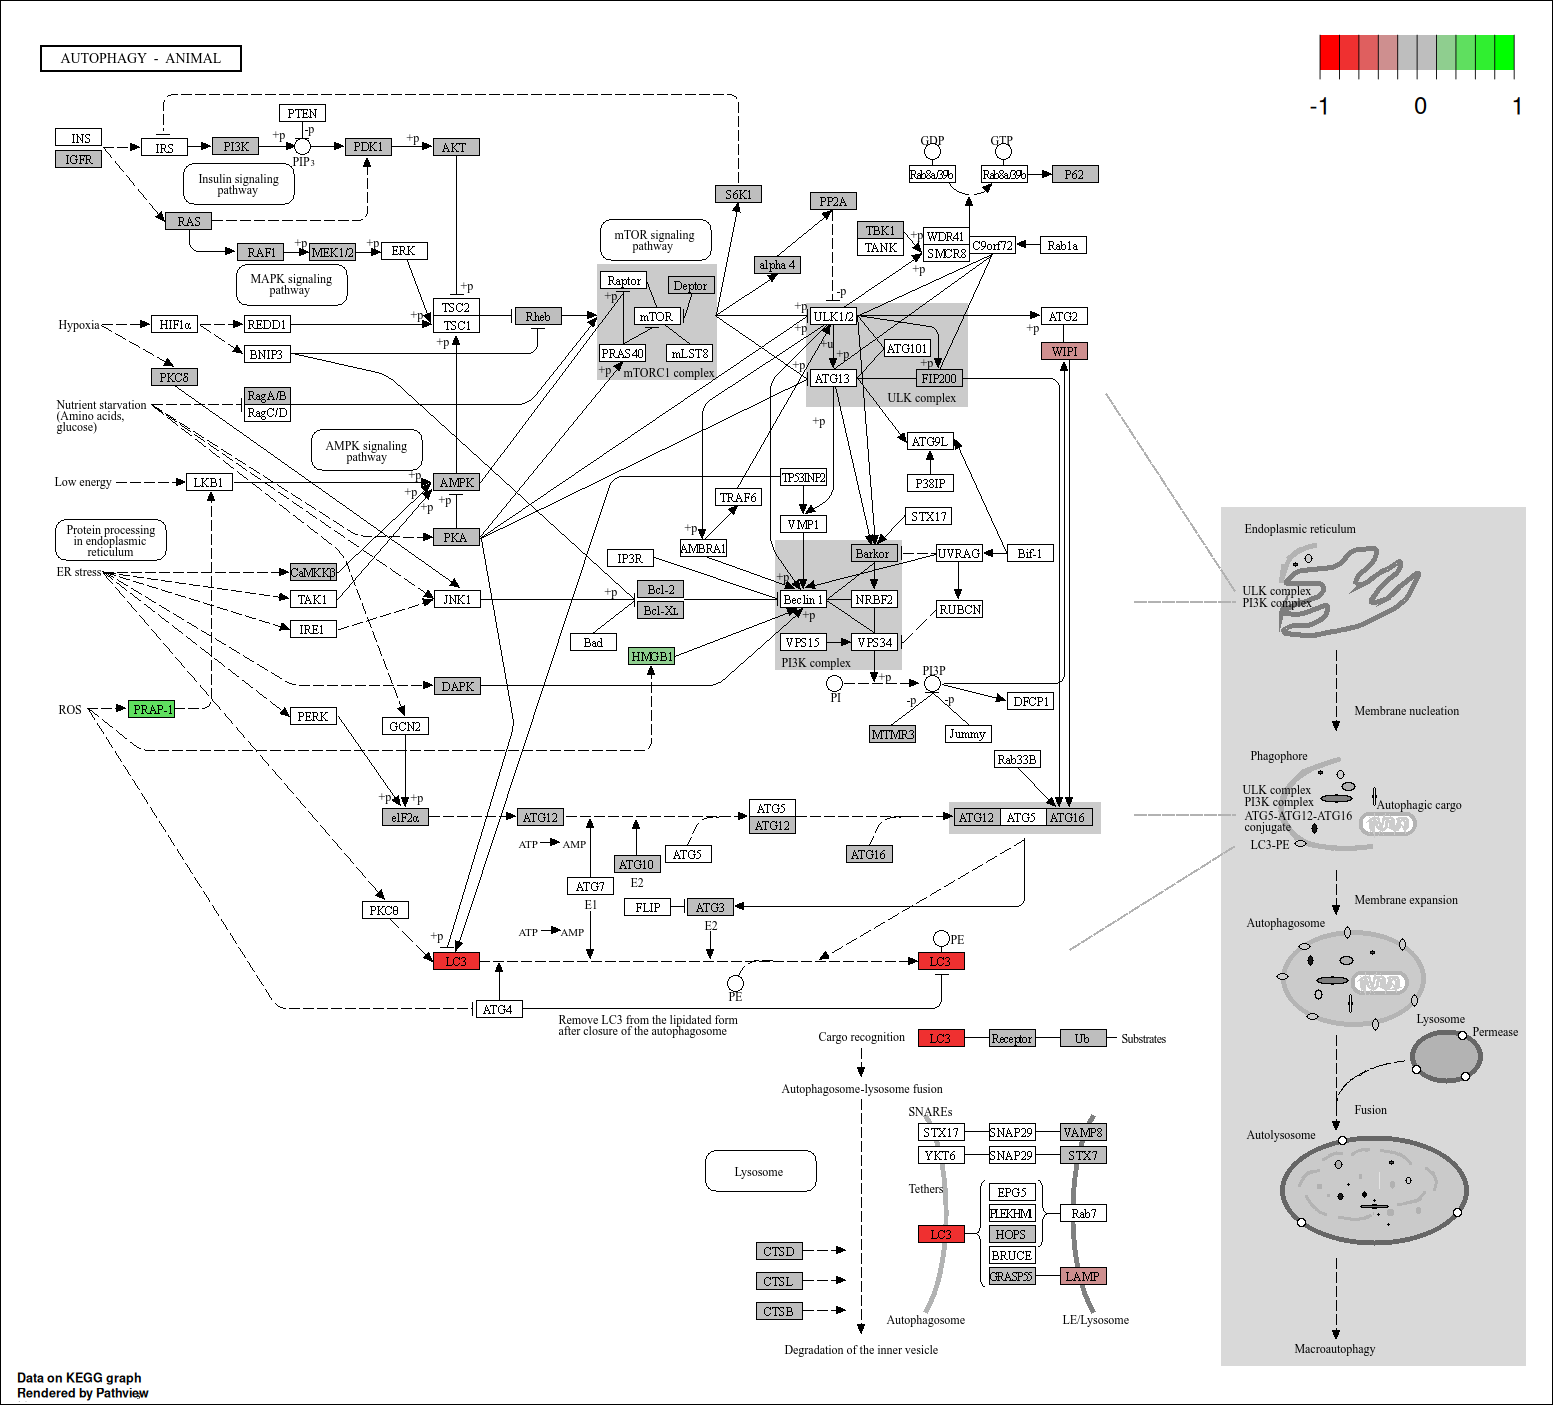 AUTOPHAGY - ANIMAL
-1
0
1
PTEN
-p
INS
IGFR
IRS
PI3K
+p
PIP3
PDK1
+p
AKT
Insulin signaling
pathway
RAS
RAF1
+p
MEK1/2
+p
ERK
MAPK signaling
pathway
S6K1
mTOR signaling
pathway
PP2A
alpha 4
-p
GDP
GTP
Rab8a/39b
Rab8a/39b
P62
TBK1
TANK
+p
WDR41
SMCR8
C9orf72
Rab1a
+p
Raptor
+p
Deptor
mTOR
PRAS40
mLST8
+p
mTORC1 complex
+p
TSC2
TSC1
+p
+p
Rheb
Hypoxia
HIF1α
REDD1
BNIP3
PKCδ
Nutrient starvation
(Amino acids,
glucose)
RagA/B
RagC/D
+p
+p
ULK1/2
+u
+p
ATG101
+p
+p
ATG13
FIP200
ULK complex
+p
ATG2
+p
WIPI
AMPK signaling
pathway
Low energy
LKB1
+p
+p
+p
+p
AMPK
PKA
ATG9L
P38IP
TP53INP2
TRAF6
VMP1
STX17
+p
AMBRA1
Protein processing
in endoplasmic
reticulum
ER stress
CaMKKβ
TAK1
IRE1
JNK1
IP3R
+p
Bcl-2
Bcl-XL
Bad
HMGB1
Barkor
UVRAG
Bif-1
+p
Beclin 1
+p
NRBF2
RUBCN
VPS15
VPS34
PI3K complex
+p
DAPK
ROS
PRAP-1
PERK
GCN2
PI
PI3P
-p
-p
DFCP1
MTMR3
Jummy
Rab33B
+p
+p
eIF2α
ATG12
ATP
AMP
ATG10
E2
ATG7
E1
ATG5
ATG12
ATG5
ATG16
ATG12
ATG5
ATG16
PKCθ
FLIP
ATG3
E2
ATP
AMP
+p
LC3
PE
LC3
PE
ATG4
Remove LC3 from the lipidated form
after closure of the autophagosome
Cargo recognition
LC3
Receptor
Ub
Substrates
Autophagosome-lysosome fusion
SNAREs
STX17
SNAP29
VAMP8
YKT6
SNAP29
STX7
Lysosome
Tethers
EPG5
PLEKHM1
Rab7
LC3
HOPS
BRUCE
GRASP55
LAMP
CTSD
CTSL
CTSB
Autophagosome
LE/Lysosome
Degradation of the inner vesicle
Endoplasmic reticulum
ULK complex
PI3K complex
Membrane nucleation
Phagophore
ULK complex
PI3K complex
Autophagic cargo
ATG5-ATG12-ATG16
conjugate
LC3-PE
Membrane expansion
Autophagosome
Lysosome
Permease
Fusion
Autolysosome
Macroautophagy
Data on KEGG graph
Rendered by Pathview